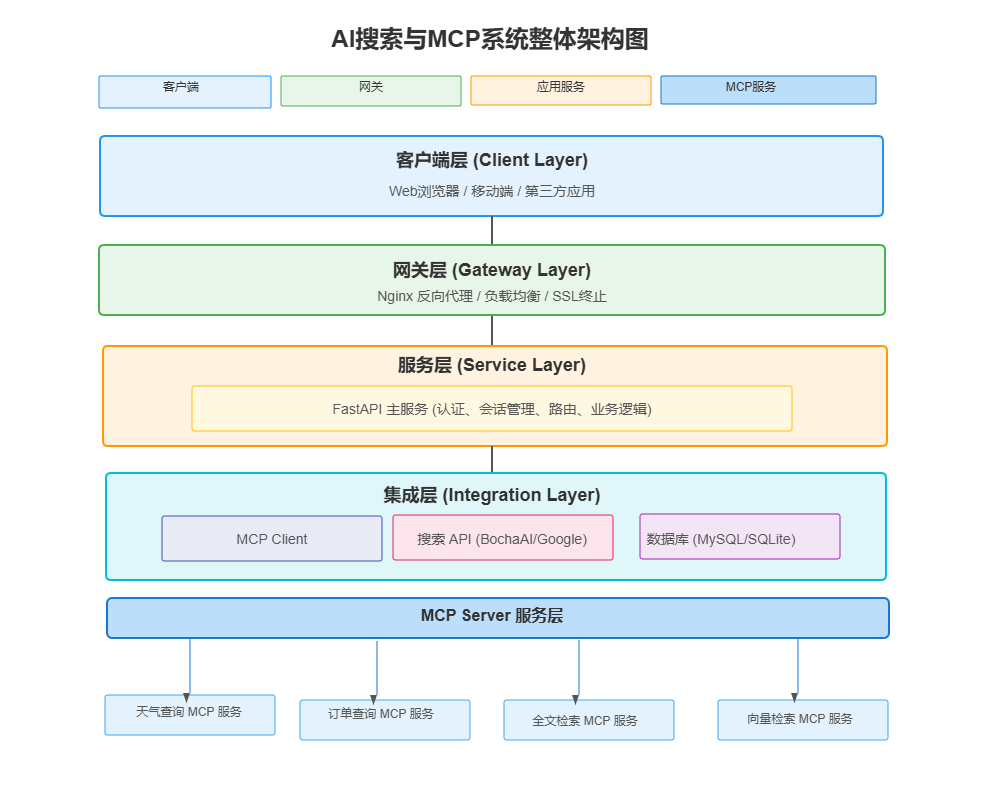 AI搜索与MCP系统整体架构图
客户端
网关
应用服务
MCP服务
客户端层 (Client Layer)
Web浏览器 / 移动端 / 第三方应用
网关层 (Gateway Layer)
Nginx 反向代理 / 负载均衡 / SSL终止
服务层 (Service Layer)
FastAPI 主服务 (认证、会话管理、路由、业务逻辑)
集成层 (Integration Layer)
MCP Client
搜索 API (BochaAI/Google)
数据库 (MySQL/SQLite)
MCP Server 服务层
天气查询 MCP 服务
订单查询 MCP 服务
全文检索 MCP 服务
向量检索 MCP 服务